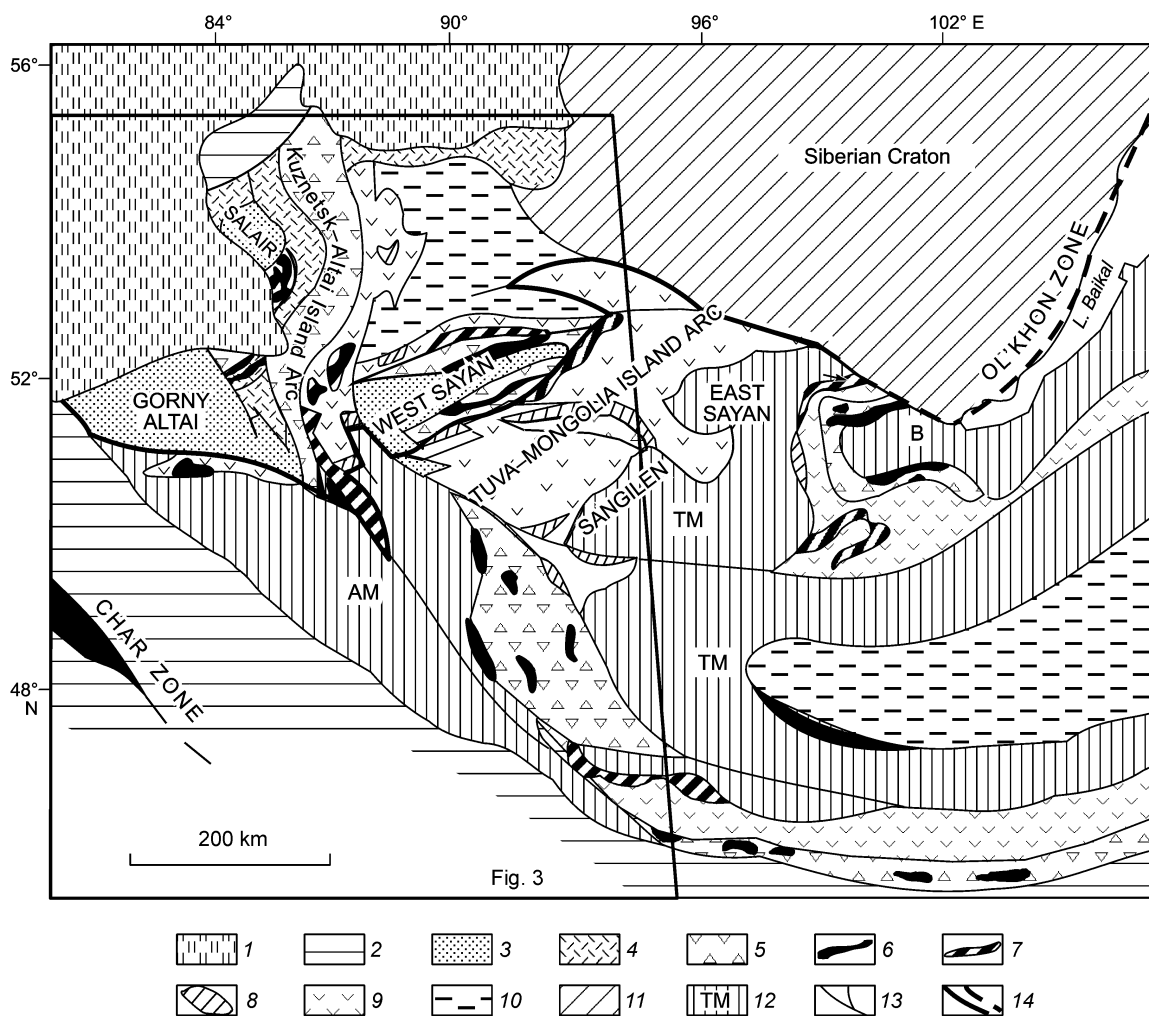 84°
90°
96°
102° E
56°
52°
48°
N
Siberian Craton
Kuznetsk–Altai Island Arc
SALAIR
OL'KHON ZONE
L. Baikal
GORNY
ALTAI
WEST SAYAN
TUVA–MONGOLIA ISLAND ARC
EAST
SAYAN
B
SANGILEN
TM
AM
TM
CHAR ZONE
200 km
Fig. 3
1
2
3
4
5
6
7
8
9
10
11
TM
12
13
14